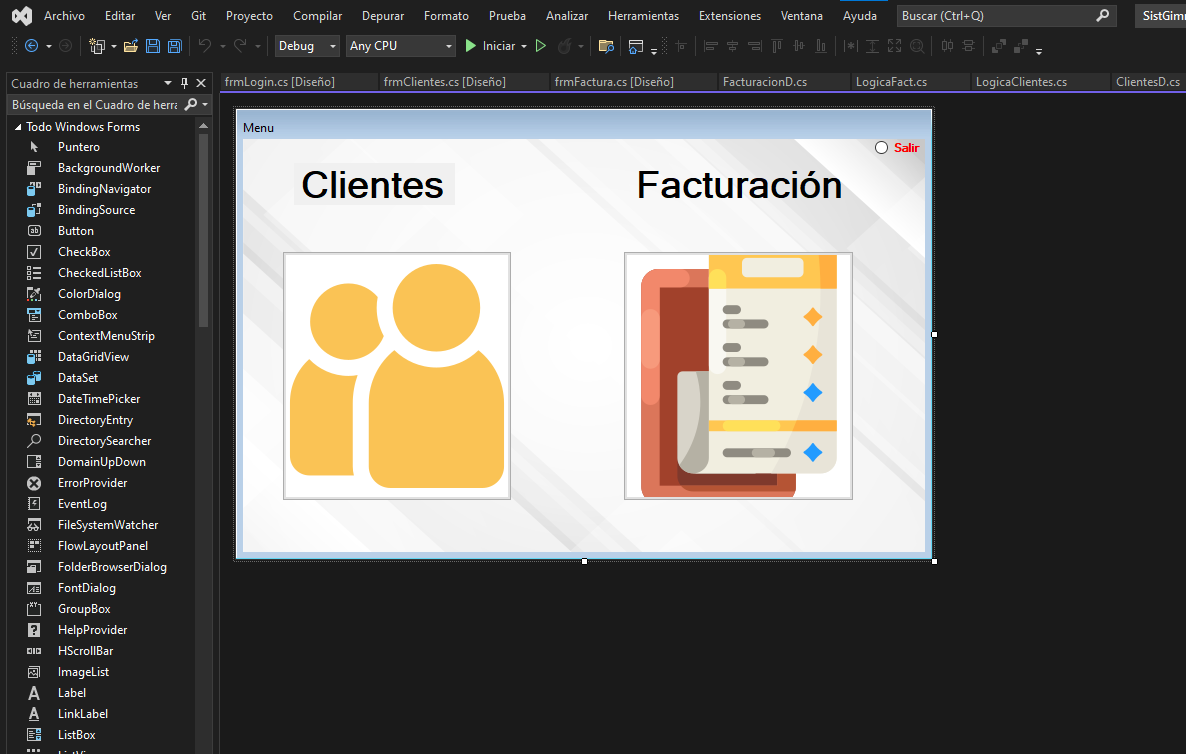 Archivo Editar Ver Git Proyecto Compilar Depurar Formato Prueba Analizar Herramientas Extensiones Ventana Ayuda Buscar (Ctrl+Q) SistGim
Debug Any CPU Iniciar
Cuadro de herramientas
frmLogin.cs [Diseño] frmClientes.cs [Diseño] frmFactura.cs [Diseño] FacturacionD.cs LogicaFact.cs LogicaClientes.cs ClientesD.cs
Búsqueda en el Cuadro de herra
Todo Windows Forms
Puntero
BackgroundWorker
BindingNavigator
BindingSource
Button
CheckBox
CheckedListBox
ColorDialog
ComboBox
ContextMenuStrip
DataGridView
DataSet
DateTimePicker
DirectoryEntry
DirectorySearcher
DomainUpDown
ErrorProvider
EventLog
FileSystemWatcher
FlowLayoutPanel
FolderBrowserDialog
FontDialog
GroupBox
HelpProvider
HScrollBar
ImageList
Label
LinkLabel
ListBox
Menu
Salir
Clientes Facturación